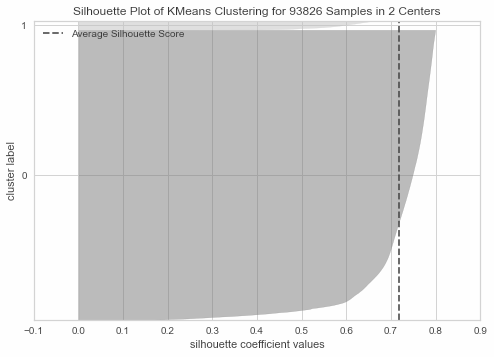 Silhouette Plot of KMeans Clustering for 93826 Samples in 2 Centers
1
Average Silhouette Score
cluster label
0
−0.1 0.0 0.1 0.2 0.3 0.4 0.5 0.6 0.7 0.8 0.9
silhouette coefficient values